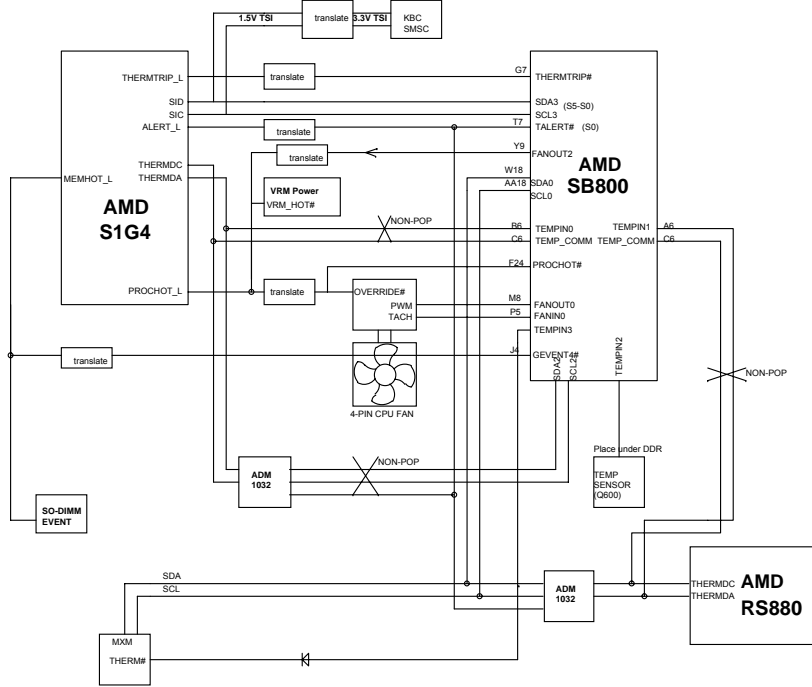 1.5V TSI
translate
3.3V TSI
KBC
SMSC
THERMTRIP_L
translate
G7
THERMTRIP#
SID
SDA3
(S5-S0)
SIC
SCL3
ALERT_L
translate
T7
TALERT# (S0)
translate
Y9
FANOUT2
AMD
SB800
THERMDC
MEMHOT_L
THERMDA
W18
AA18
SDA0
SCL0
AMD
S1G4
VRM Power
VRM_HOT#
NON-POP
B6
TEMPIN0
TEMPIN1
A6
C6
TEMP_COMM
TEMP_COMM
C6
F24
PROCHOT#
PROCHOT_L
translate
OVERRIDE#
PWM
TACH
M8
FANOUT0
P5
FANIN0
TEMPIN3
translate
J4
GEVENT4#
SDA2
SCL2
TEMPIN2
4-PIN CPU FAN
NON-POP
Place under DDR
TEMP
SENSOR
(Q600)
ADM
1032
NON-POP
SO-DIMM
EVENT
SDA
SCL
ADM
1032
THERMDC
THERMDA
AMD
RS880
MXM
THERM#